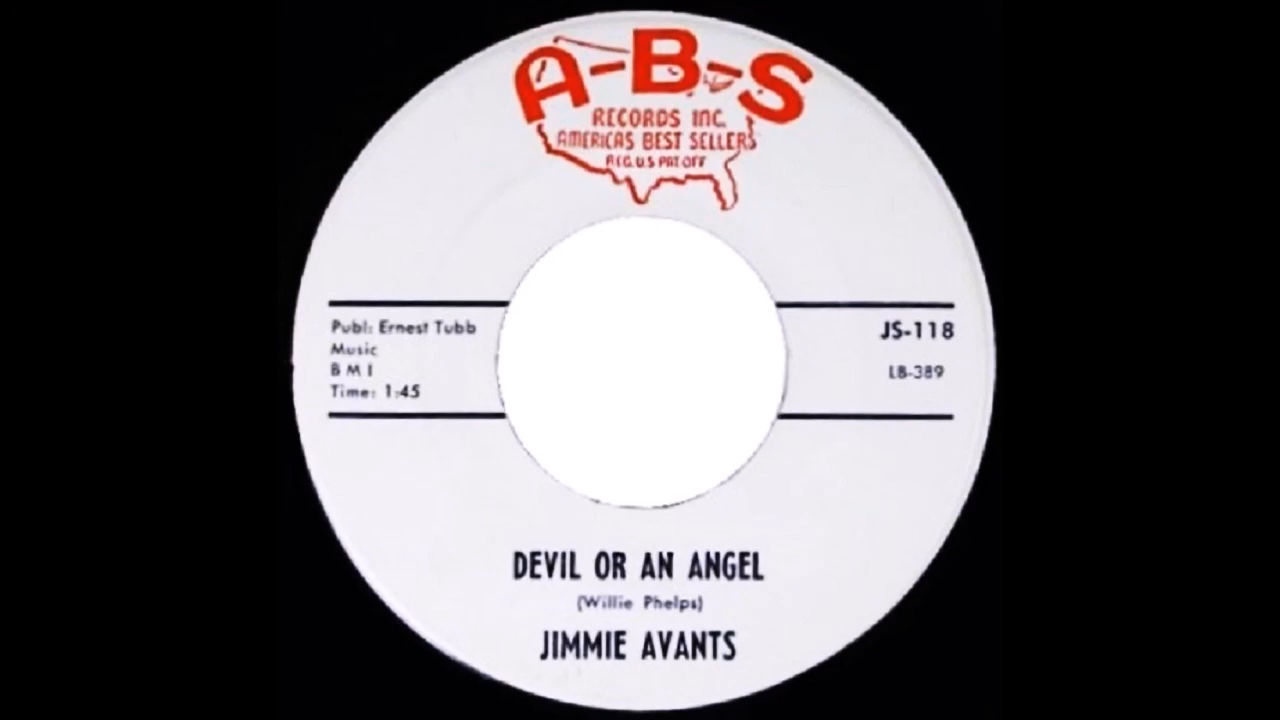 A-B-S
RECORDS INC.
AMERICAS BEST SELLERS
REG. U.S PAT OFF
Publ: Ernest Tubb
Music
B M I
Time: 1:45
JS-118
LB-389
DEVIL OR AN ANGEL
(Willie Phelps)
JIMMIE AVANTS